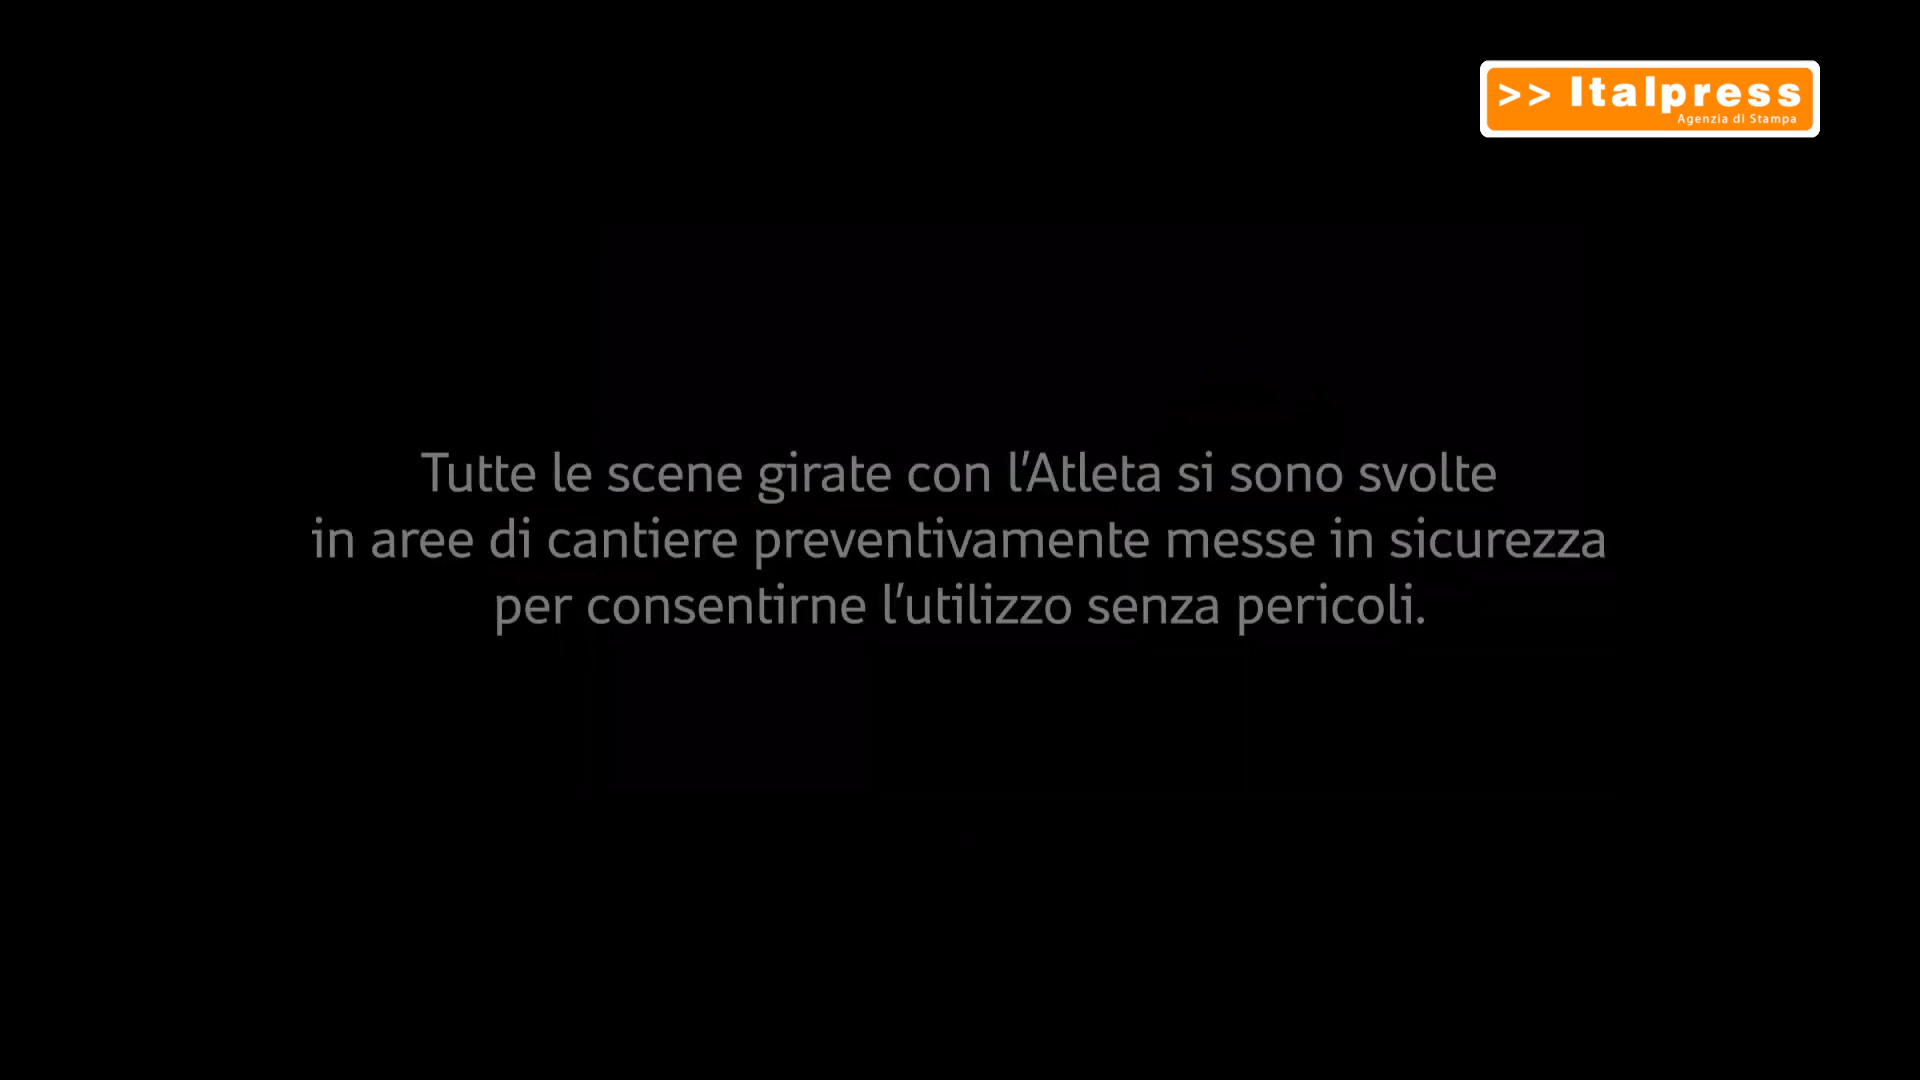 >> Italpress
Agenzia di Stampa
Tutte le scene girate con l'Atleta si sono svolte
in aree di cantiere preventivamente messe in sicurezza
per consentirne l'utilizzo senza pericoli.